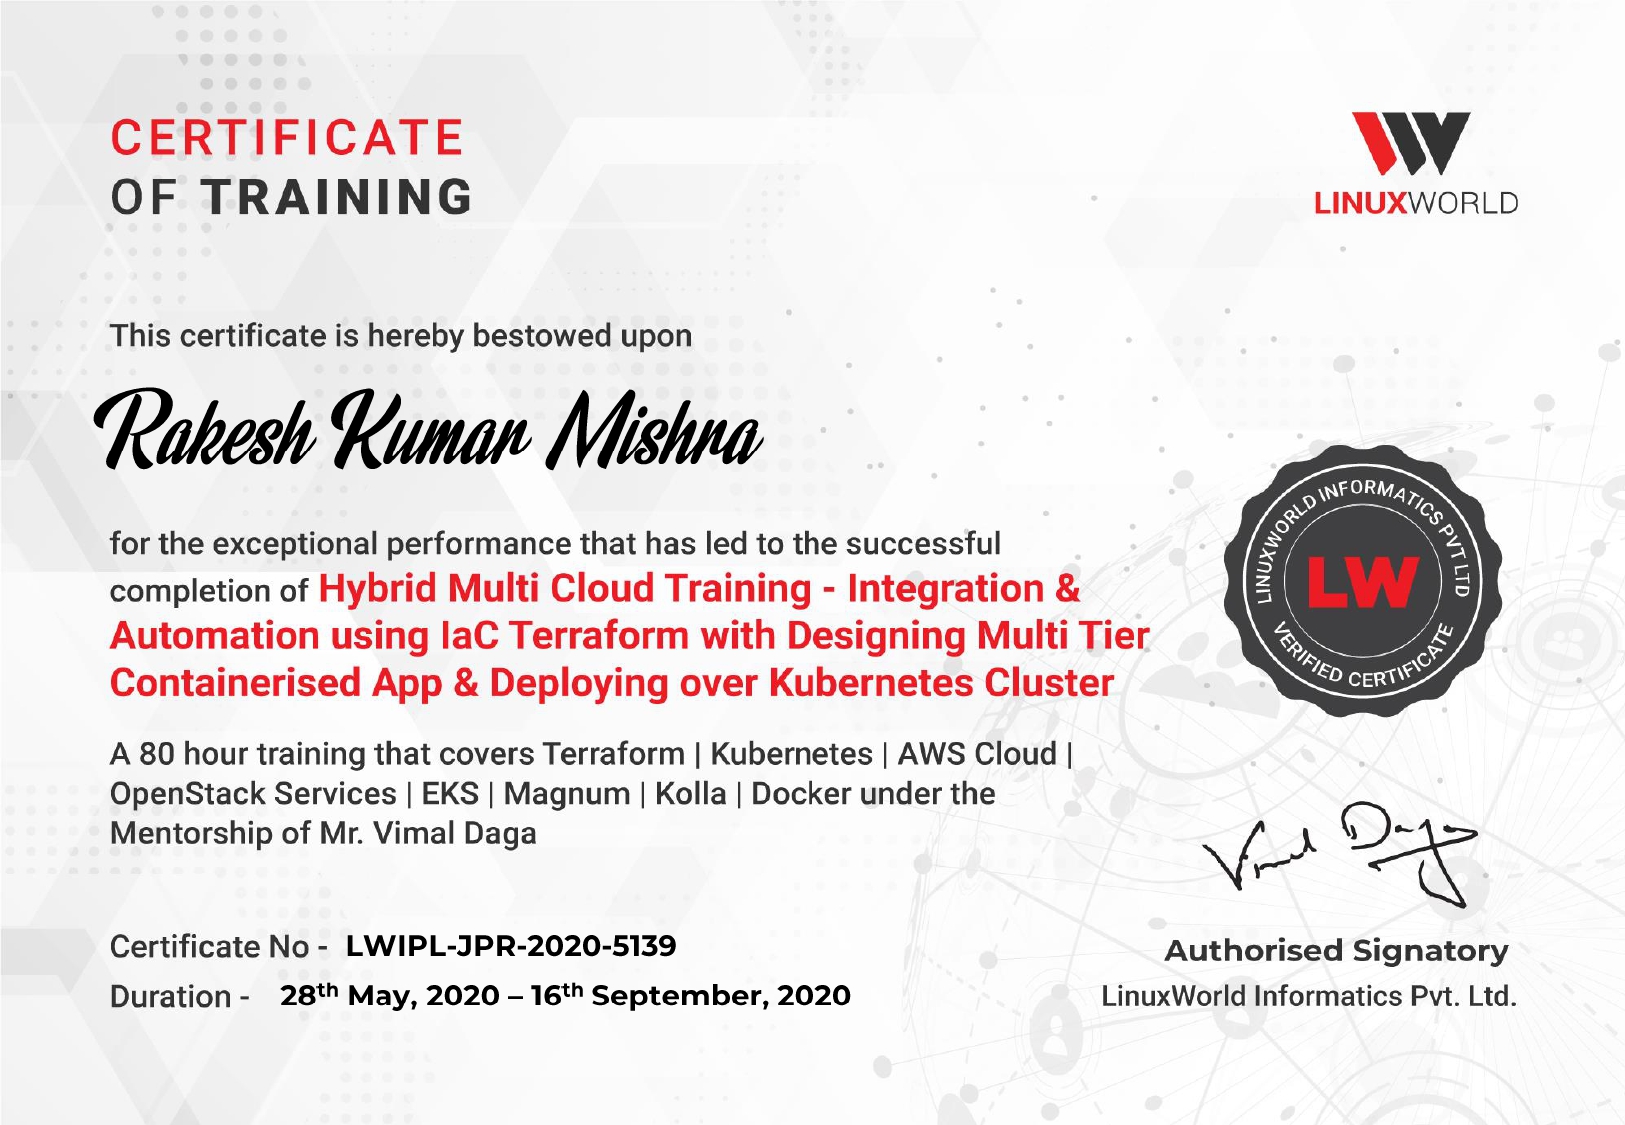 CERTIFICATE
OF TRAINING
LINUXWORLD
This certificate is hereby bestowed upon
Rakesh Kumar Mishra
for the exceptional performance that has led to the successful
completion of Hybrid Multi Cloud Training - Integration &
Automation using IaC Terraform with Designing Multi Tier
Containerised App & Deploying over Kubernetes Cluster
LINUXWORLD INFORMATICS PVT LTD
LW
VERIFIED CERTIFICATE
A 80 hour training that covers Terraform | Kubernetes | AWS Cloud |
OpenStack Services | EKS | Magnum | Kolla | Docker under the
Mentorship of Mr. Vimal Daga
Vimal Daga
Certificate No - LWIPL-JPR-2020-5139
Duration - 28th May, 2020 – 16th September, 2020
Authorised Signatory
LinuxWorld Informatics Pvt. Ltd.